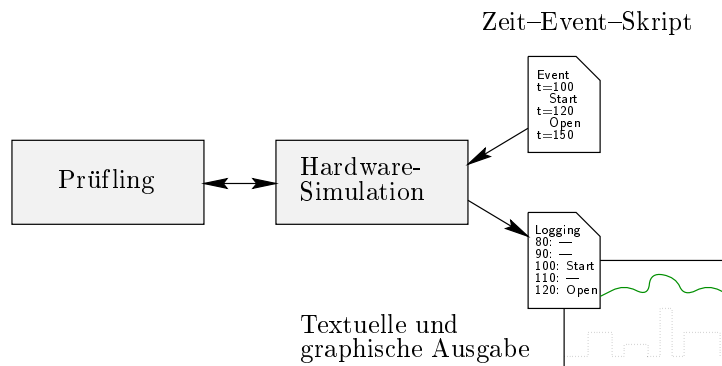 Zeit–Event–Skript
Event
t=100
Start
t=120
Open
t=150
Prüfling
Hardware-
Simulation
Logging
80: —
90: —
100: Start
110: —
120: Open
Textuelle und
graphische Ausgabe